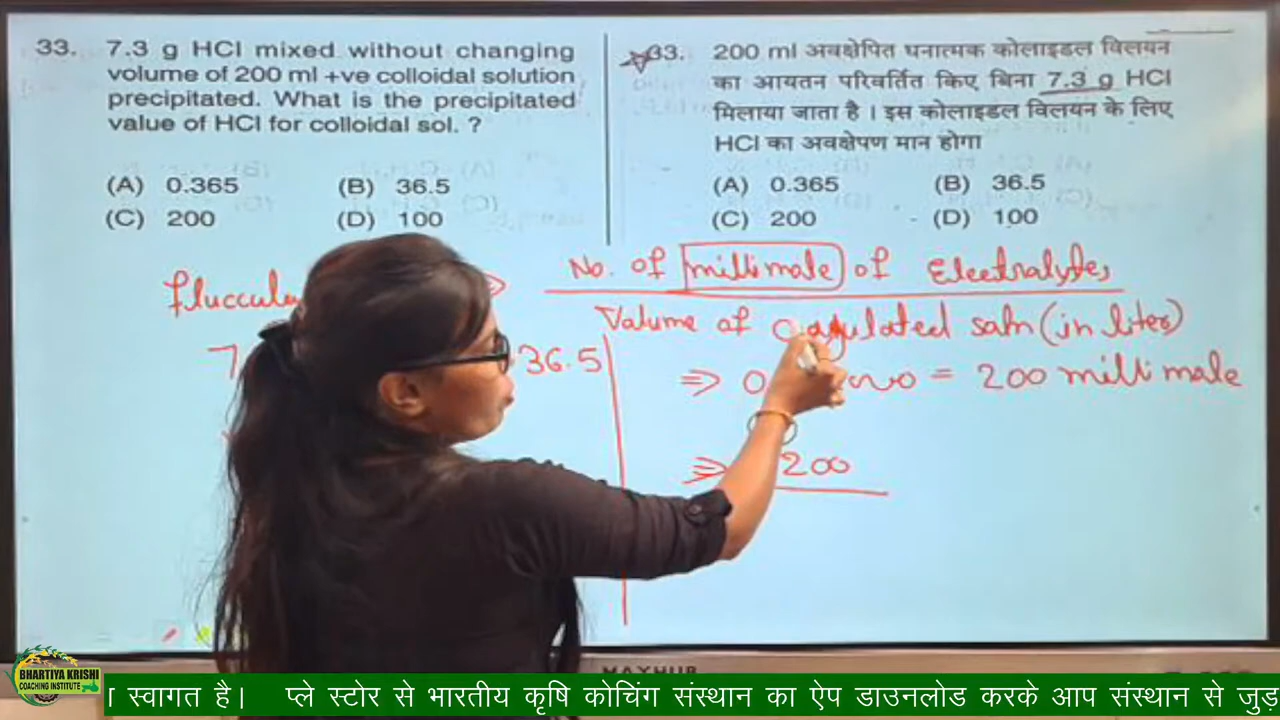 33. 7.3 g HCl mixed without changing
volume of 200 ml +ve colloidal solution
precipitated. What is the precipitated
value of HCl for colloidal sol. ?
(A) 0.365 (B) 36.5
(C) 200 (D) 100
33. 200 ml अवक्षेपित धनात्मक कोलाइडल विलयन
का आयतन परिवर्तित किए बिना 7.3 g HCl
मिलाया जाता है । इस कोलाइडल विलयन के लिए
HCl का अवक्षेपण मान होगा
(A) 0.365 (B) 36.5
(C) 200 (D) 100
No. of millimole of Electrolytes
Volume of Cagulated soln (in liter)
7 36.5
⇒ 0 = 200 millimole
⇒ 200
BHARTIYA KRISHI
COACHING INSTITUTE
स्वागत है। प्ले स्टोर से भारतीय कृषि कोचिंग संस्थान का ऐप डाउनलोड करके आप संस्थान से जुड़